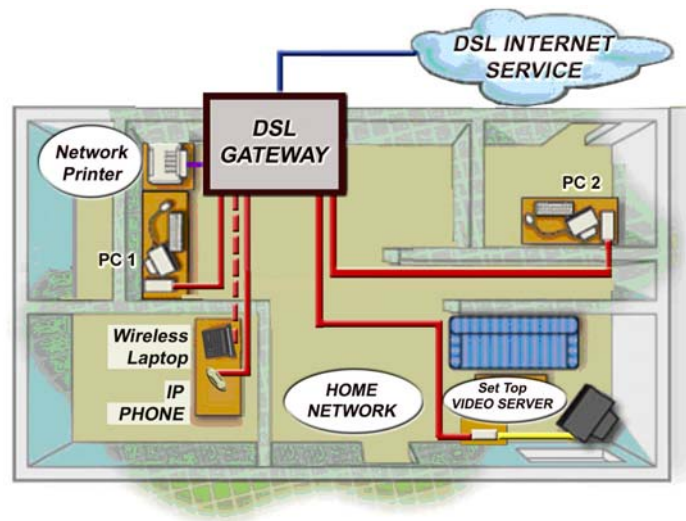 DSL INTERNET
SERVICE
DSL
GATEWAY
Network
Printer
PC 2
PC 1
Wireless
Laptop
IP
PHONE
HOME
NETWORK
Set Top
VIDEO SERVER